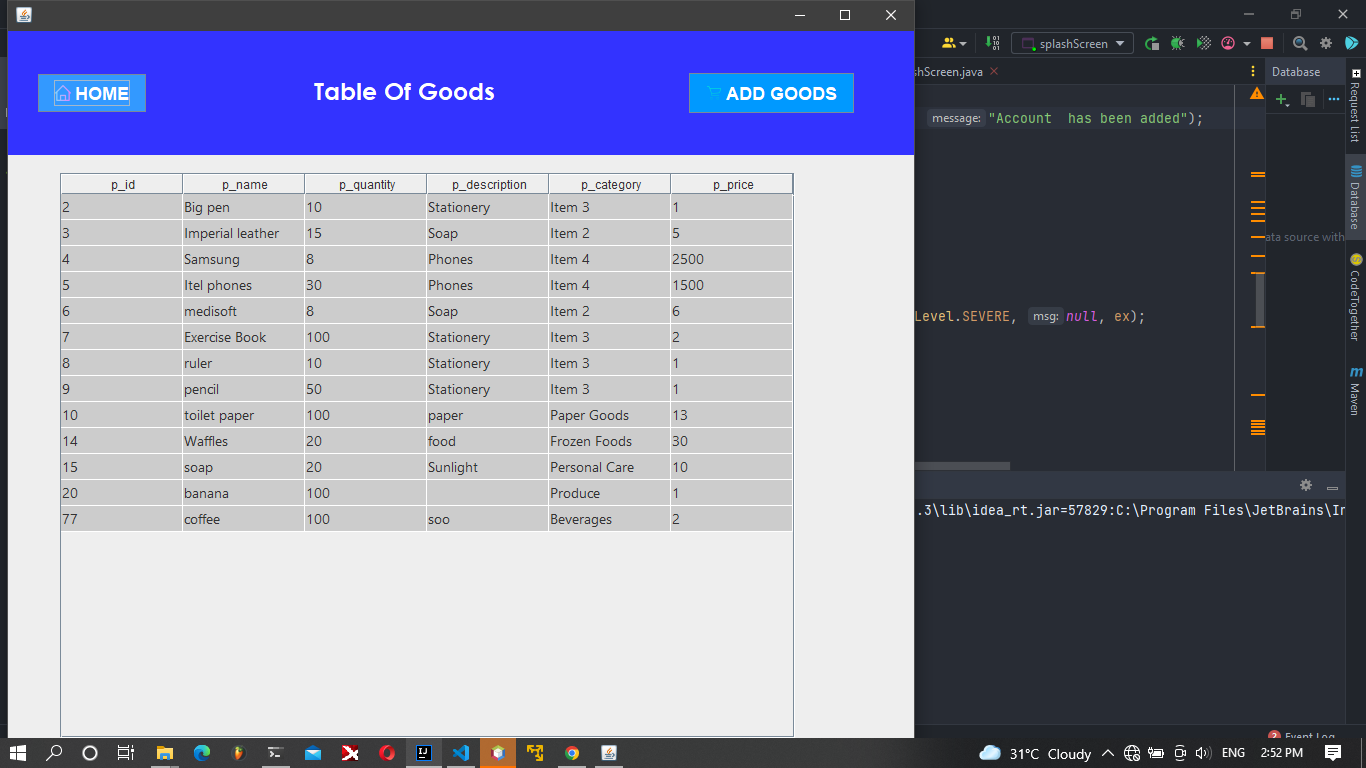 HOME
Table Of Goods
ADD GOODS
p_id p_name p_quantity p_description p_category p_price
2 Big pen 10 Stationery Item 3 1
3 Imperial leather 15 Soap Item 2 5
4 Samsung 8 Phones Item 4 2500
5 Itel phones 30 Phones Item 4 1500
6 medisoft 8 Soap Item 2 6
7 Exercise Book 100 Stationery Item 3 2
8 ruler 10 Stationery Item 3 1
9 pencil 50 Stationery Item 3 1
10 toilet paper 100 paper Paper Goods 13
14 Waffles 20 food Frozen Foods 30
15 soap 20 Sunlight Personal Care 10
20 banana 100 Produce 1
77 coffee 100 soo Beverages 2
splashScreen
shScreen.java
Database
message: "Account  has been added");
Level.SEVERE, msg: null, ex);
ata source with
Request List
Database
CodeTogether
m Maven
.3\lib\idea_rt.jar=57829:C:\Program Files\JetBrains\In
2 Event Log
31°C Cloudy ENG 2:52 PM